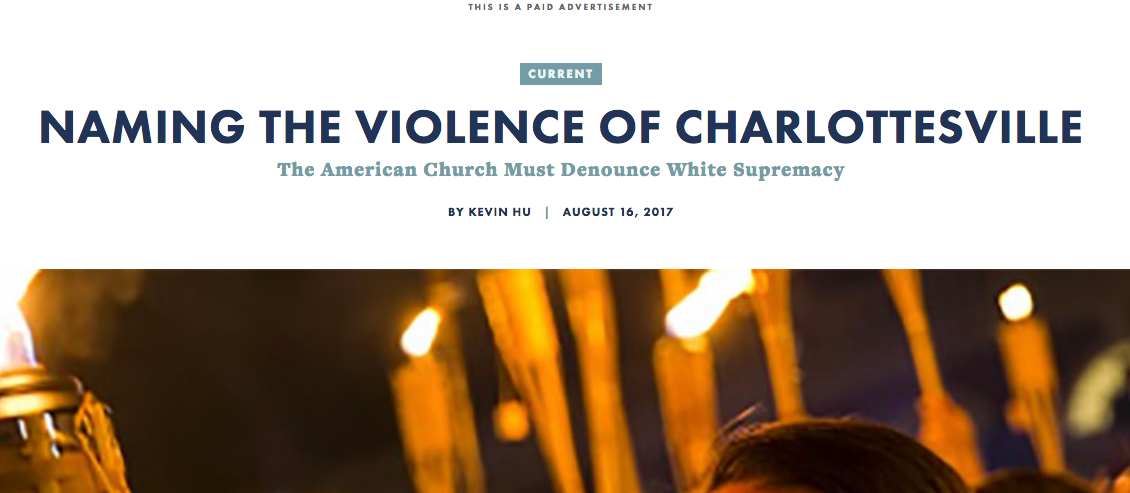 THIS IS A PAID ADVERTISEMENT
CURRENT
NAMING THE VIOLENCE OF CHARLOTTESVILLE
The American Church Must Denounce White Supremacy
BY KEVIN HU | AUGUST 16, 2017